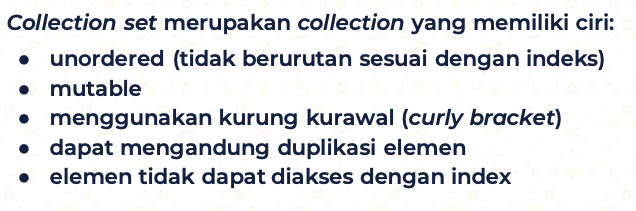 Collection set merupakan collection yang memiliki ciri:
● unordered (tidak berurutan sesuai dengan indeks)
● mutable
● menggunakan kurung kurawal (curly bracket)
● dapat mengandung duplikasi elemen
● elemen tidak dapat diakses dengan index